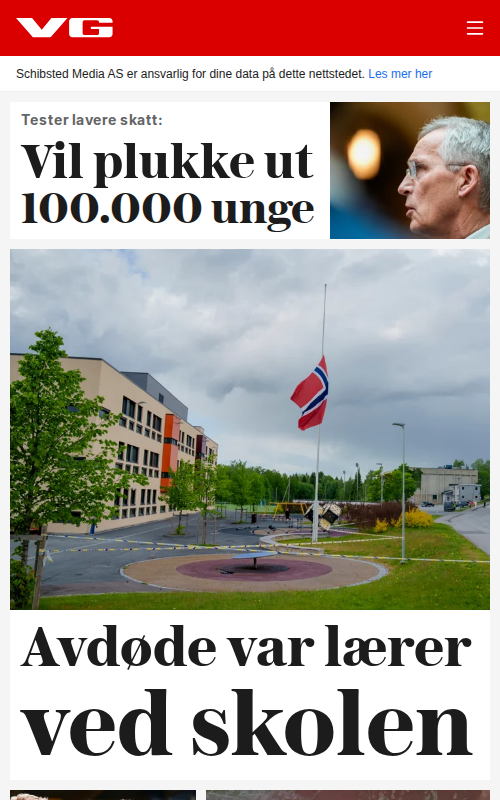 VG
Schibsted Media AS er ansvarlig for dine data på dette nettstedet. Les mer her
Tester lavere skatt:
Vil plukke ut
100.000 unge
Avdøde var lærer
ved skolen